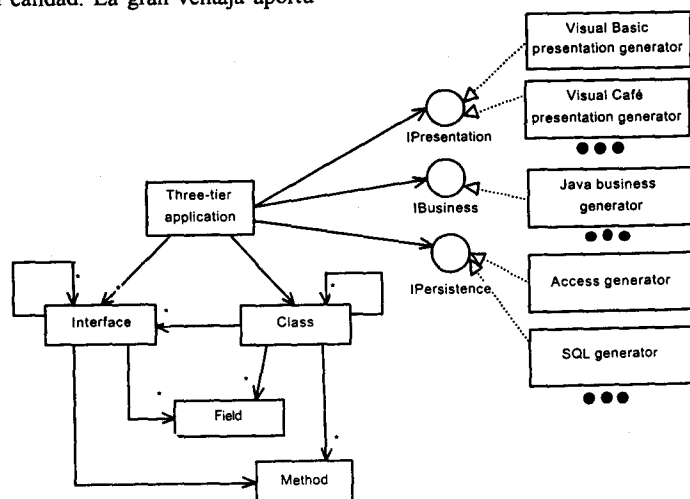 calidad. La gran ventaja aportu
Visual Basic
presentation generator
Visual Café
presentation generator
IPresentation
Three-tier
application
IBusiness
Java business
generator
IPersistence
Access generator
Interface
Class
SQL generator
Field
Method